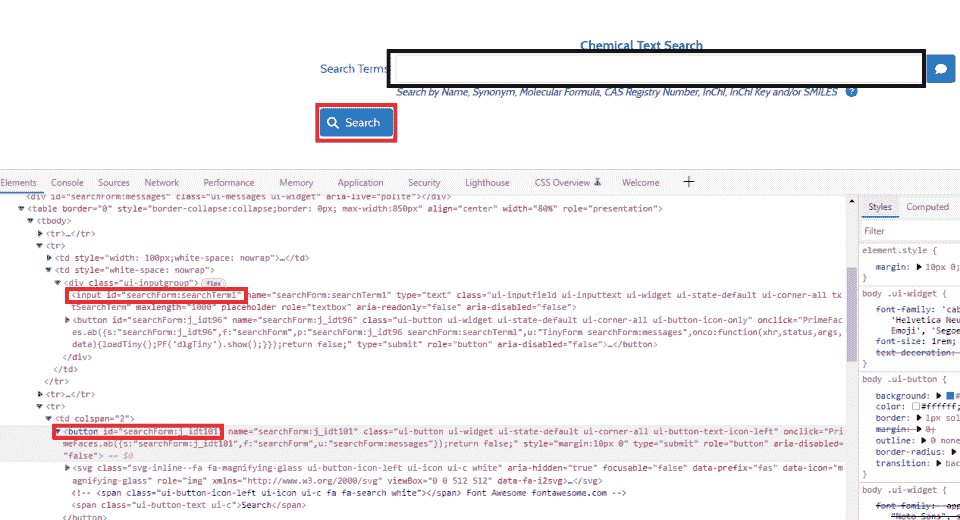 Chemical Text Search
Search Terms
Search by Name, Synonym, Molecular Formula, CAS Registry Number, InChI, InChI Key and/or SMILES ?
Search
Elements Console Sources Network Performance Memory Application Security Lighthouse CSS Overview Welcome +
<div id="searchForm:messages" class="ui-messages ui-widget" aria-live="polite"></div>
<table border="0" style="border-collapse:collapse;border: 0px; max-width:850px" align="center" width="80%" role="presentation">
<tbody>
<tr>…</tr>
<tr>
<td style="width: 100px;white-space: nowrap">…</td>
<td style="white-space: nowrap">
<div class="ui-inputgroup"> flex
<input id="searchForm:searchTerm1" name="searchForm:searchTerm1" type="text" class="ui-inputfield ui-inputtext ui-widget ui-state-default ui-corner-all tx
tSearchTerm" maxlength="1000" placeholder role="textbox" aria-readonly="false" aria-disabled="false">
<button id="searchForm:j_idt96" name="searchForm:j_idt96" class="ui-button ui-widget ui-state-default ui-corner-all ui-button-icon-only" onclick="PrimeFac
es.ab({s:"searchForm:j_idt96",f:"searchForm",p:"searchForm:j_idt96 searchForm:searchTerm1",u:"TinyForm searchForm:messages",onco:function(xhr,status,args,
data){loadTiny();PF('dlgTiny').show();}});return false;" type="submit" role="button" aria-disabled="false">…</button>
</div>
</td>
</tr>
<tr>…</tr>
<tr>
<td colspan="2">
<button id="searchForm:j_idt101" name="searchForm:j_idt101" class="ui-button ui-widget ui-state-default ui-corner-all ui-button-text-icon-left" onclick="Pri
meFaces.ab({s:"searchForm:j_idt101",f:"searchForm",u:"searchForm:messages"});return false;" style="margin:10px 0" type="submit" role="button" aria-disabled=
"false"> == $0
<svg class="svg-inline--fa fa-magnifying-glass ui-button-icon-left ui-icon ui-c white" aria-hidden="true" focusable="false" data-prefix="fas" data-icon="m
agnifying-glass" role="img" xmlns="http://www.w3.org/2000/svg" viewBox="0 0 512 512" data-fa-i2svg>…</svg>
<!-- <span class="ui-button-icon-left ui-icon ui-c fa fa-search white"></span> Font Awesome fontawesome.com -->
<span class="ui-button-text ui-c">Search</span>
</button>
Styles Computed
Filter
element.style {
margin: 10px 0;
}
body .ui-widget {
font-family: 'cab
'Helvetica Neu
Emoji', 'Segoe
font-size: 1rem;
text-decoration:
}
body .ui-button {
background: #
color: #ffffff;
border: 1px sol
margin: 0;
outline: 0 none
border-radius:
transition: bac
}
body .ui-widget {
font-family: app
"Noto Sans",